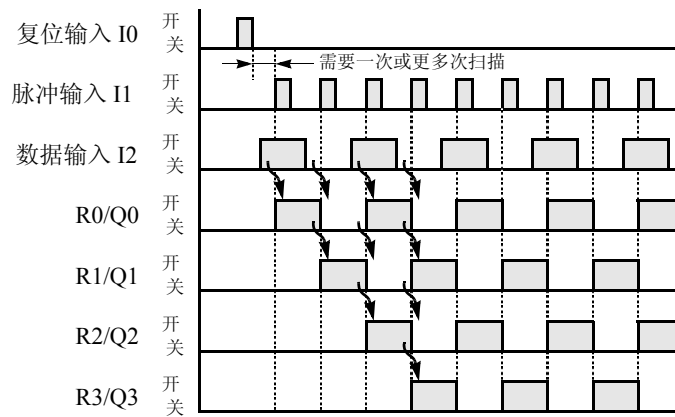 复位输入 I0 开
关
需要一次或更多次扫描
脉冲输入 I1 开
关
数据输入 I2 开
关
R0/Q0 开
关
R1/Q1 开
关
R2/Q2 开
关
R3/Q3 开
关